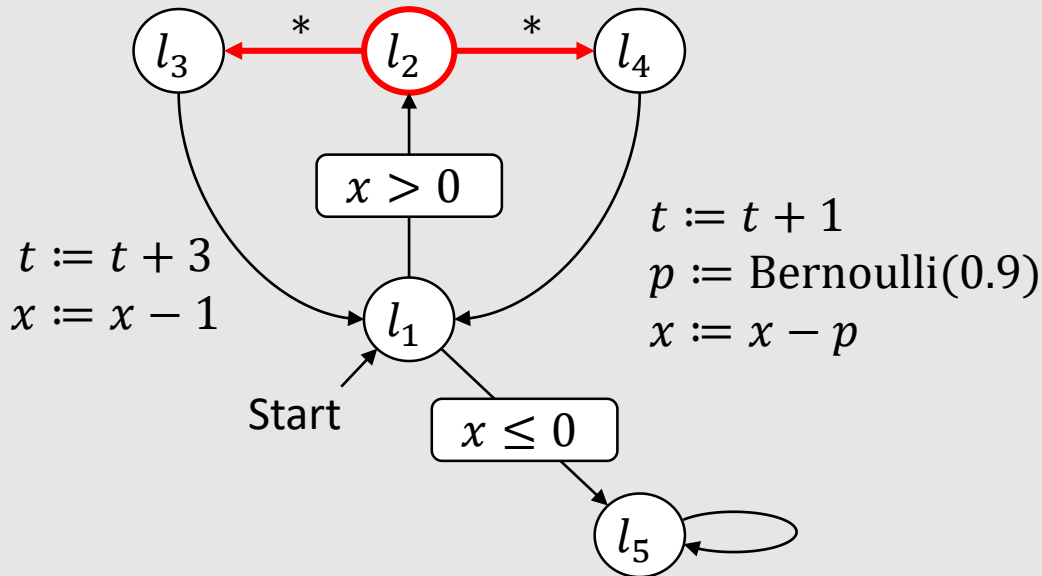 *
*
l₃
l₂
l₄
x > 0
t ≔ t + 3
x ≔ x − 1
t ≔ t + 1
p ≔ Bernoulli(0.9)
x ≔ x − p
l₁
Start
x ≤ 0
l₅